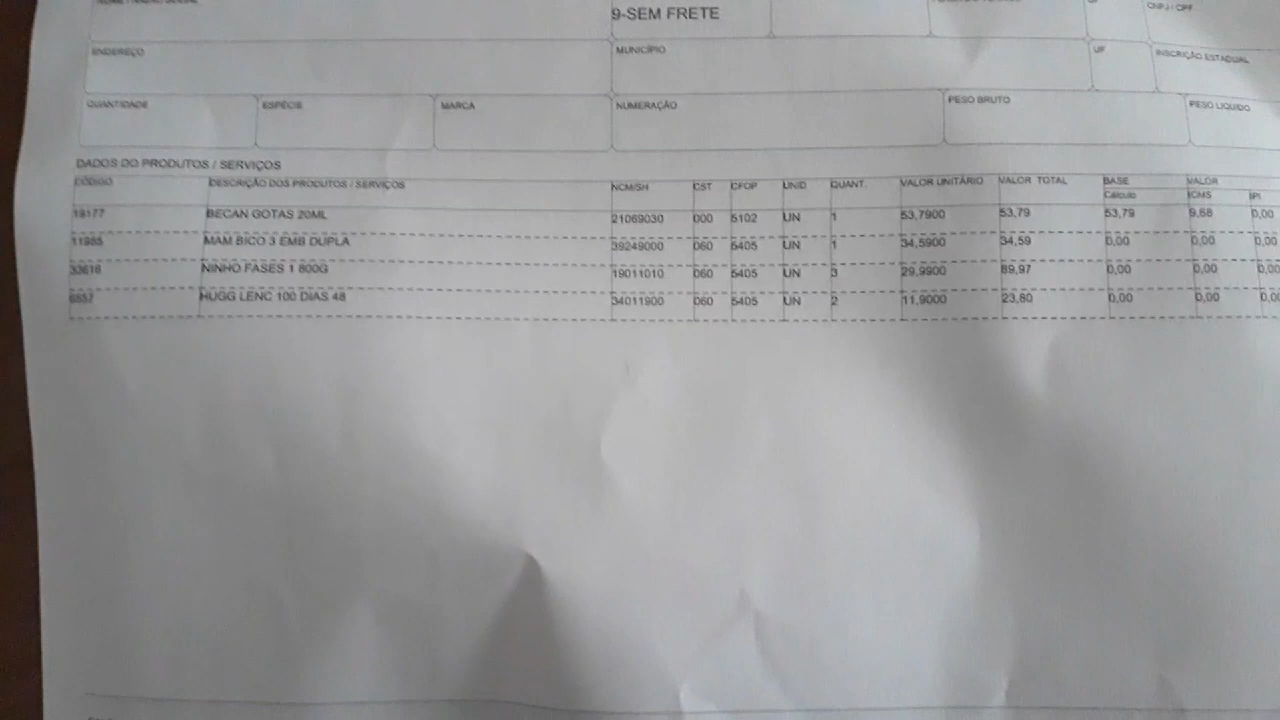 9-SEM FRETE
CNPJ / CPF
ENDEREÇO MUNICÍPIO UF INSCRIÇÃO ESTADUAL
QUANTIDADE ESPÉCIE MARCA NUMERAÇÃO PESO BRUTO PESO LIQUIDO
DADOS DO PRODUTOS / SERVIÇOS
CÓDIGO DESCRIÇÃO DOS PRODUTOS / SERVIÇOS NCM/SH CST CFOP UNID QUANT. VALOR UNITÁRIO VALOR TOTAL BASE VALOR
Cálculo ICMS IPI
BECAN GOTAS 20ML 21069030 000 5102 UN 1 53,7900 53,79 53,79 9,68 0,00
11985 MAM BICO 3 EMB DUPLA 39249000 060 5405 UN 1 34,5900 34,59 0,00 0,00 0,00
33618 NINHO FASES 1 800G 19011010 060 5405 UN 3 29,9900 89,97 0,00 0,00 0,00
HUGG LENC 100 DIAS 48 34011900 060 5405 UN 2 11,9000 23,80 0,00 0,00 0,00